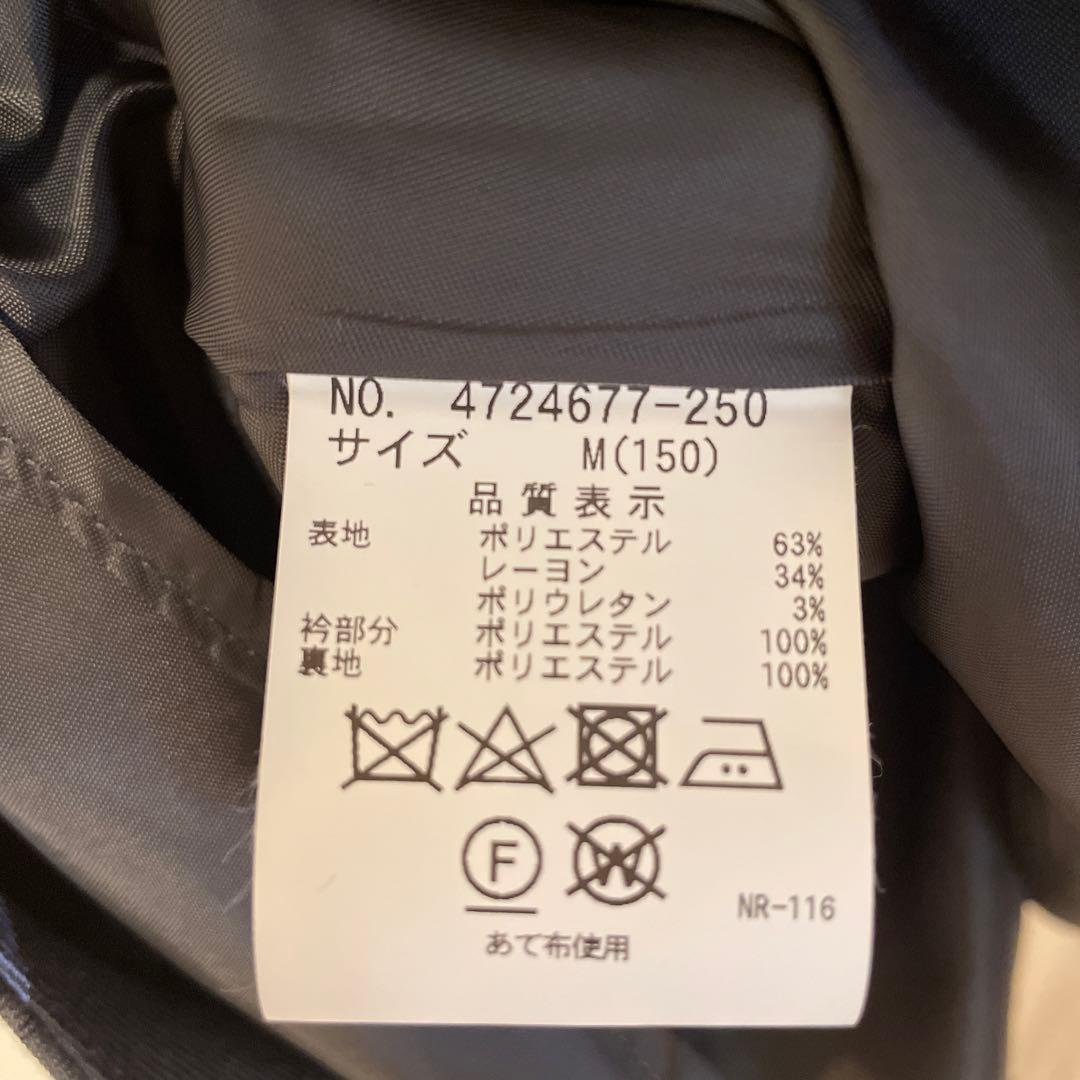 NO. 4724677-250
サイズ M(150)
品質表示
表地 ポリエステル 63%
レーヨン 34%
ポリウレタン 3%
衿部分 ポリエステル 100%
裏地 ポリエステル 100%
F W
NR-116
あて布使用